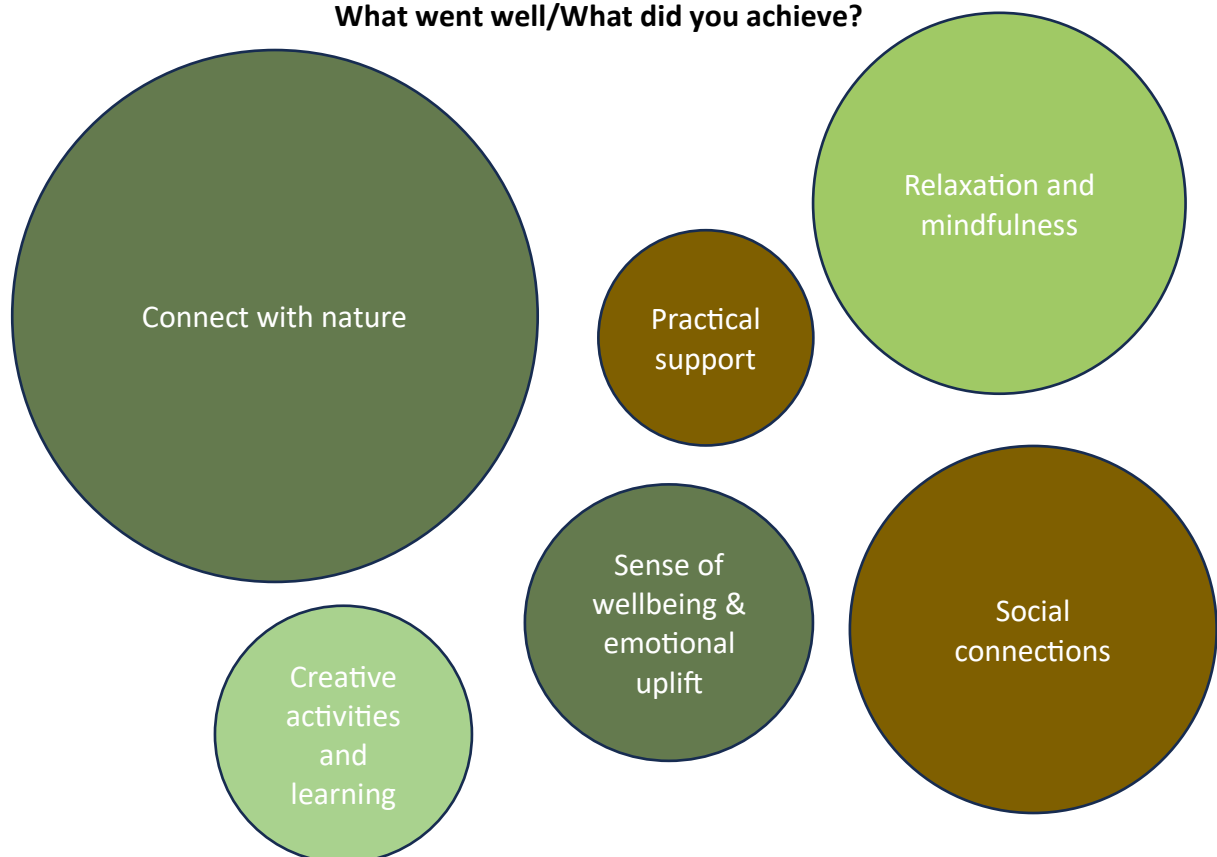 What went well/What did you achieve?
Relaxation and
mindfulness
Connect with nature
Practical
support
Sense of
wellbeing &
emotional
uplift
Social
connections
Creative
activities
and
learning